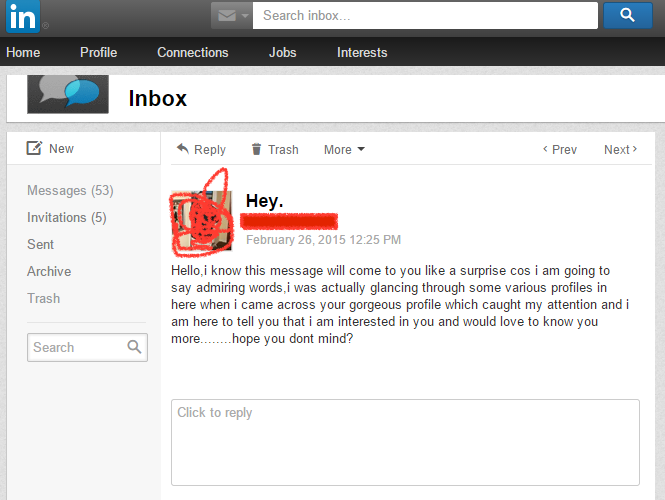 in
Search inbox...
Home Profile Connections Jobs Interests
Inbox
New Reply Trash More Prev Next
Messages (53)
Invitations (5)
Sent
Archive
Trash
Search
Hey.
February 26, 2015 12:25 PM
Hello,i know this message will come to you like a surprise cos i am going to
say admiring words,i was actually glancing through some various profiles in
here when i came across your gorgeous profile which caught my attention and i
am here to tell you that i am interested in you and would love to know you
more........hope you dont mind?
Click to reply